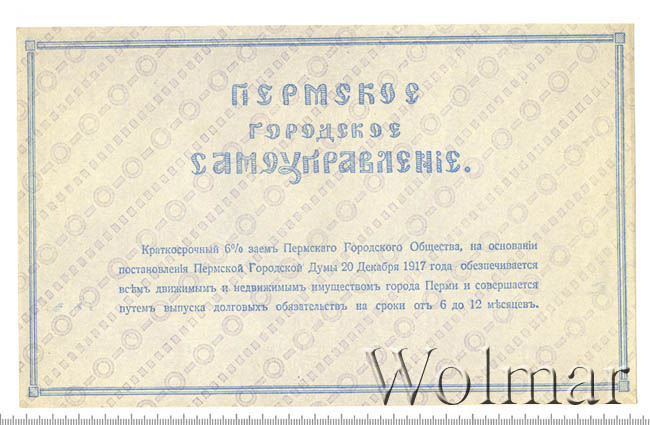 ПЕРМСКОЕ
ГОРОДСКОЕ
САМОУПРАВЛЕНІЕ.
Краткосрочный 6% заемъ Пермскаго Городского Общества, на основаніи
постановленія Пермской Городской Думы 20 Декабря 1917 года обезпечивается
всѣмъ движимымъ и недвижимымъ имуществомъ города Перми и совершается
путемъ выпуска долговыхъ обязательствъ на сроки отъ 6 до 12 мѣсяцевъ.
Wolmar